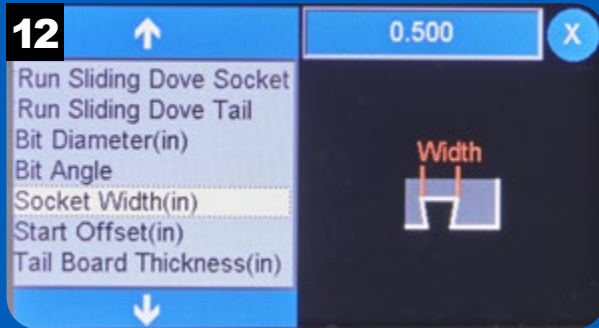 12
0.500
X
Run Sliding Dove Socket
Run Sliding Dove Tail
Bit Diameter(in)
Bit Angle
Socket Width(in)
Start Offset(in)
Tail Board Thickness(in)
Width